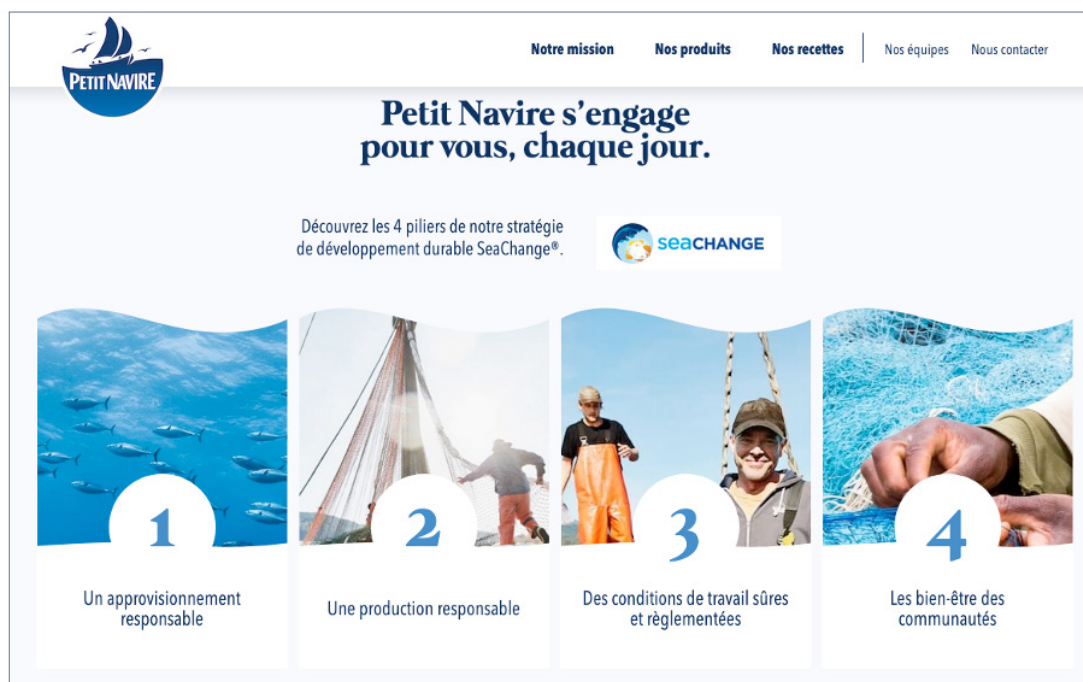 PETIT NAVIRE
Notre mission
Nos produits
Nos recettes
Nos équipes
Nous contacter
Petit Navire s’engage
pour vous, chaque jour.
Découvrez les 4 piliers de notre stratégie
de développement durable SeaChange®.
seaCHANGE
1
Un approvisionnement
responsable
2
Une production responsable
3
Des conditions de travail sûres
et règlementées
4
Les bien-être des
communautés